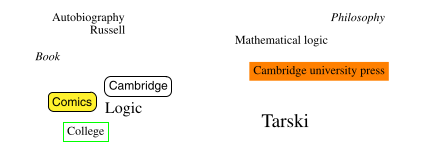 Autobiography
Russell
Philosophy
Mathematical logic
Book
Cambridge university press
Cambridge
Comics
Logic
Tarski
College